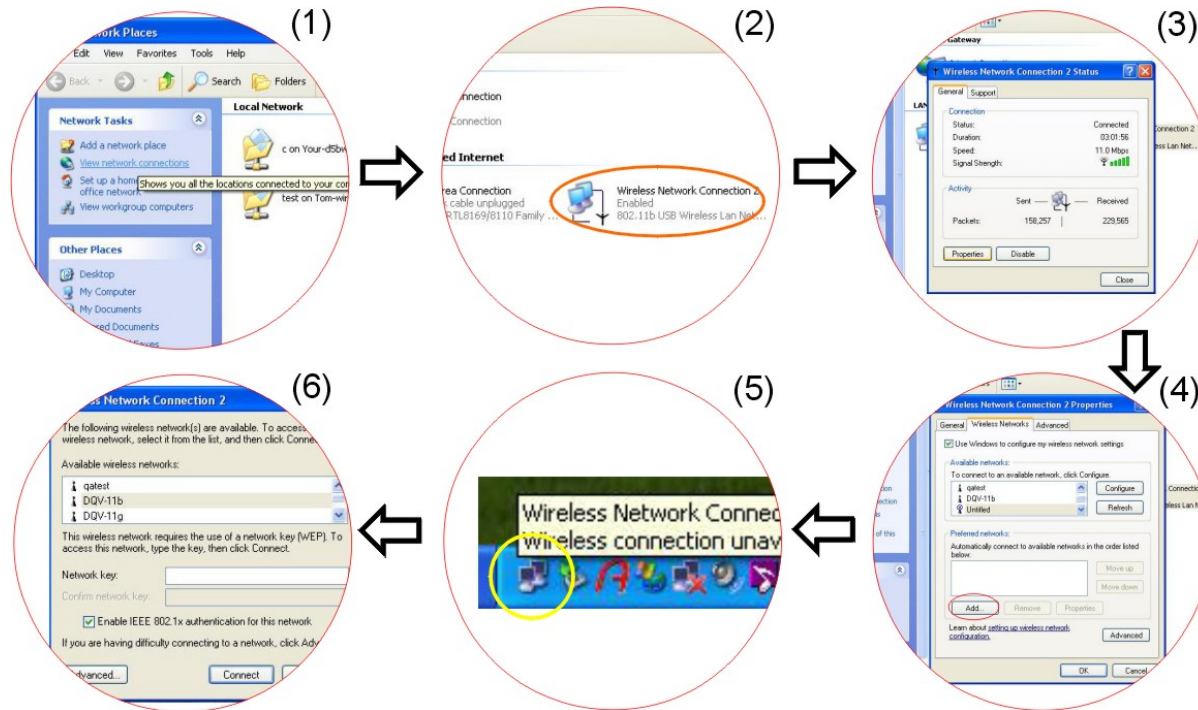 (1)
work Places
Edit View Favorites Tools Help
Back Search Folders
Network Tasks
Add a network place
View network connections
Set up a home
office network
Shows you all the locations connected to your com
View workgroup computers
Other Places
Desktop
My Computer
My Documents
Shared Documents
Local Network
c on Your-d5bw
test on Tom-win
(2)
nnection
Connection
ed Internet
rea Connection
cable unplugged
RTL8169/8110 Family ...
Wireless Network Connection 2
Enabled
802.11b USB Wireless Lan Net...
(3)
Gateway
Wireless Network Connection 2 Status
General Support
Connection
Status: Connected
Duration: 03:01:56
Speed: 11.0 Mbps
Signal Strength:
Activity
Sent Received
Packets: 158,257 229,565
Properties Disable
Close
LAN
onnection 2
ess Lan Net...
(4)
Wireless Network Connection 2 Properties
General Wireless Networks Advanced
Use Windows to configure my wireless network settings
Available networks:
To connect to an available network, click Configure.
qatest
DQV-11b
Untitled
Configure
Refresh
Preferred networks:
Automatically connect to available networks in the order listed
below:
Move up
Move down
Add... Remove Properties
Learn about setting up wireless network
configuration.
Advanced
OK Cancel
(5)
Wireless Network Connec
Wireless connection unav
(6)
ss Network Connection 2
The following wireless network(s) are available. To access
wireless network, select it from the list, and then click Conne
Available wireless networks:
qatest
DQV-11b
DQV-11g
This wireless network requires the use of a network key (WEP). To
access this network, type the key, then click Connect.
Network key:
Confirm network key:
Enable IEEE 802.1x authentication for this network
If you are having difficulty connecting to a network, click Adv
dvanced...
Connect